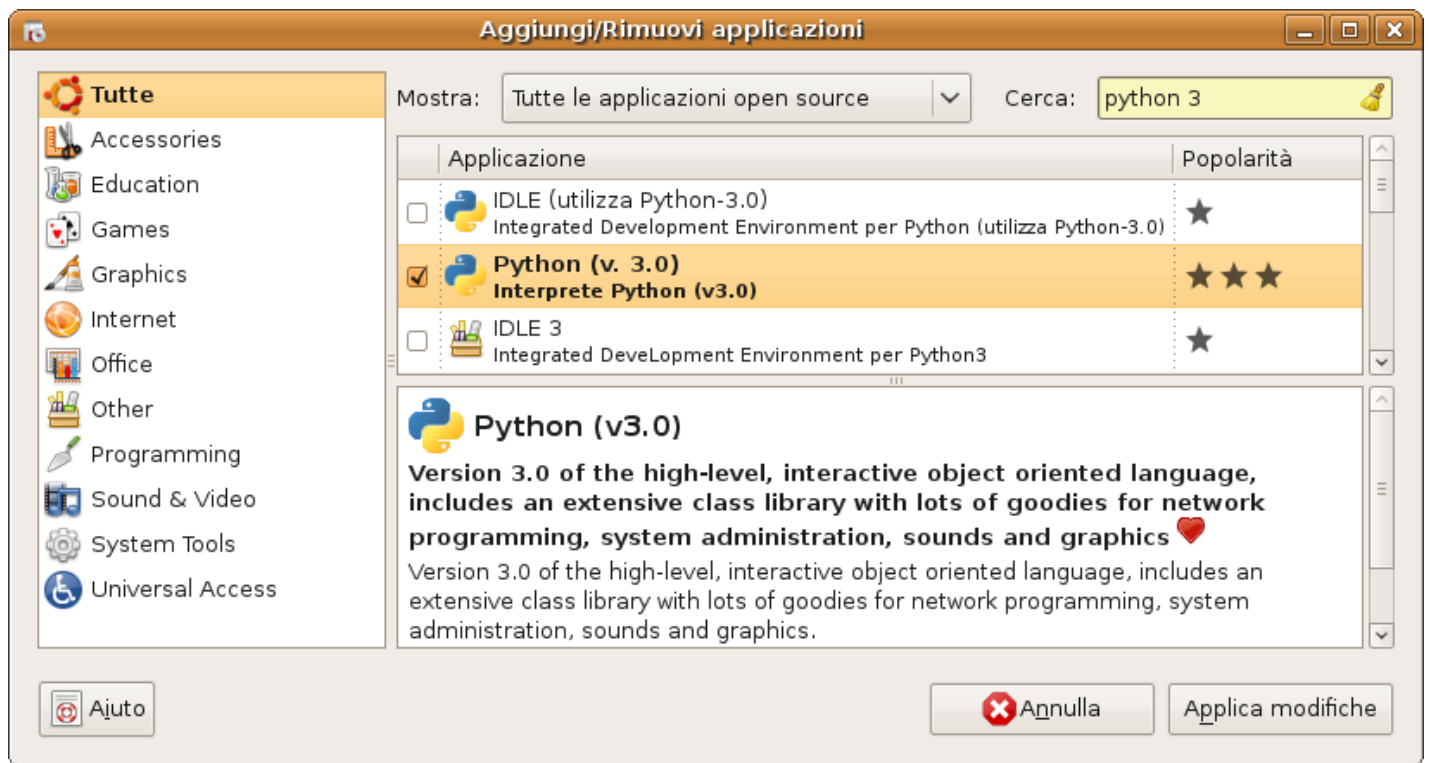 Aggiungi/Rimuovi applicazioni
Tutte
Accessories
Education
Games
Graphics
Internet
Office
Other
Programming
Sound & Video
System Tools
Universal Access
Mostra:
Tutte le applicazioni open source
Cerca:
python 3
Applicazione
Popolarità
IDLE (utilizza Python-3.0)
Integrated Development Environment per Python (utilizza Python-3.0)
Python (v. 3.0)
Interprete Python (v3.0)
IDLE 3
Integrated DeveLopment Environment per Python3
Python (v3.0)
Version 3.0 of the high-level, interactive object oriented language,
includes an extensive class library with lots of goodies for network
programming, system administration, sounds and graphics
Version 3.0 of the high-level, interactive object oriented language, includes an
extensive class library with lots of goodies for network programming, system
administration, sounds and graphics.
Aiuto
Annulla
Applica modifiche